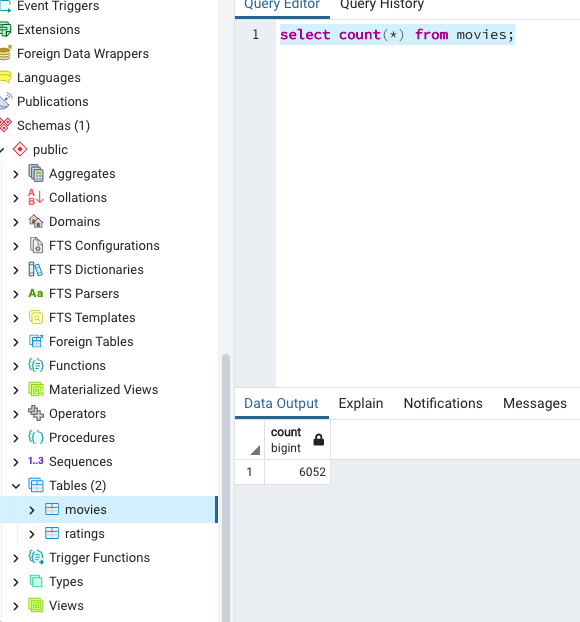 Event Triggers
Extensions
Foreign Data Wrappers
Languages
Publications
Schemas (1)
public
Aggregates
Collations
Domains
FTS Configurations
FTS Dictionaries
Aa FTS Parsers
FTS Templates
Foreign Tables
Functions
Materialized Views
Operators
Procedures
1..3 Sequences
Tables (2)
movies
ratings
Trigger Functions
Types
Views
Query Editor Query History
1 select count(*) from movies;
Data Output Explain Notifications Messages
count
bigint
1 6052